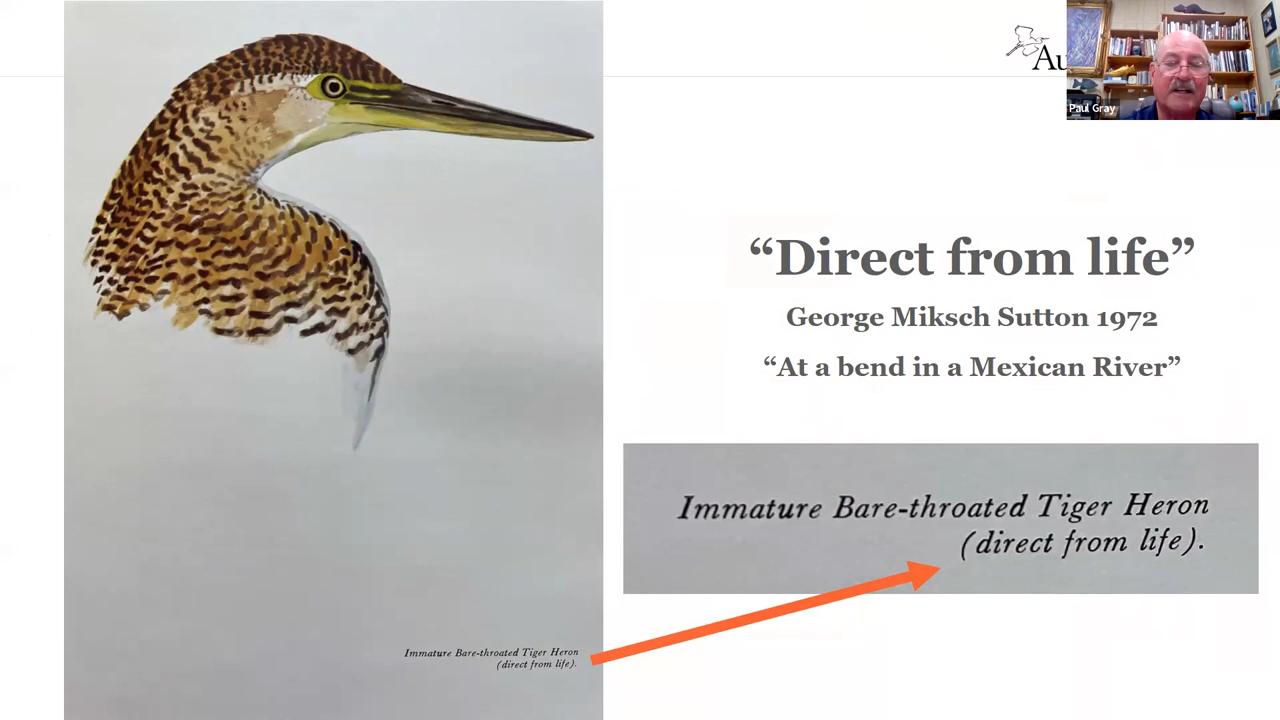 Au
Paul Gray
“Direct from life”
George Miksch Sutton 1972
“At a bend in a Mexican River”
Immature Bare-throated Tiger Heron
(direct from life).
Immature Bare-throated Tiger Heron
(direct from life).